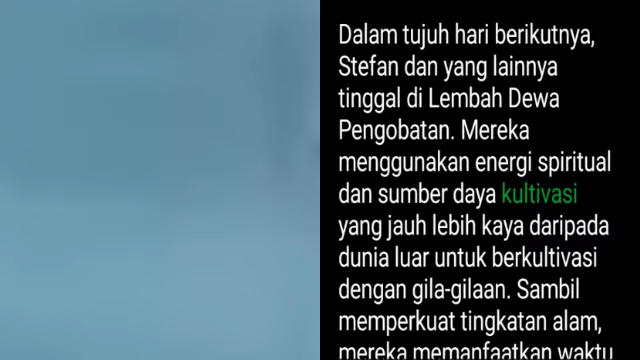 Dalam tujuh hari berikutnya,
Stefan dan yang lainnya
tinggal di Lembah Dewa
Pengobatan. Mereka
menggunakan energi spiritual
dan sumber daya kultivasi
yang jauh lebih kaya daripada
dunia luar untuk berkultivasi
dengan gila-gilaan. Sambil
memperkuat tingkatan alam,
mereka memanfaatkan waktu